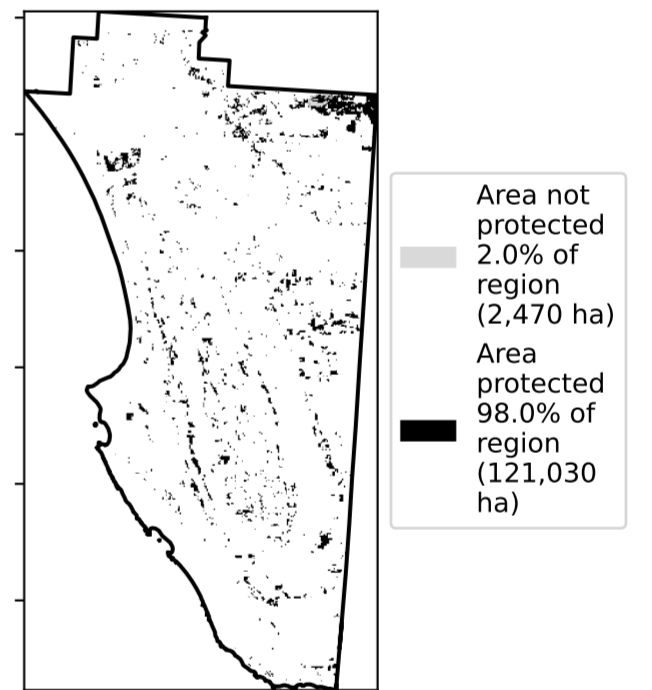 Area not
protected
2.0% of
region
(2,470 ha)
Area
protected
98.0% of
region
(121,030
ha)